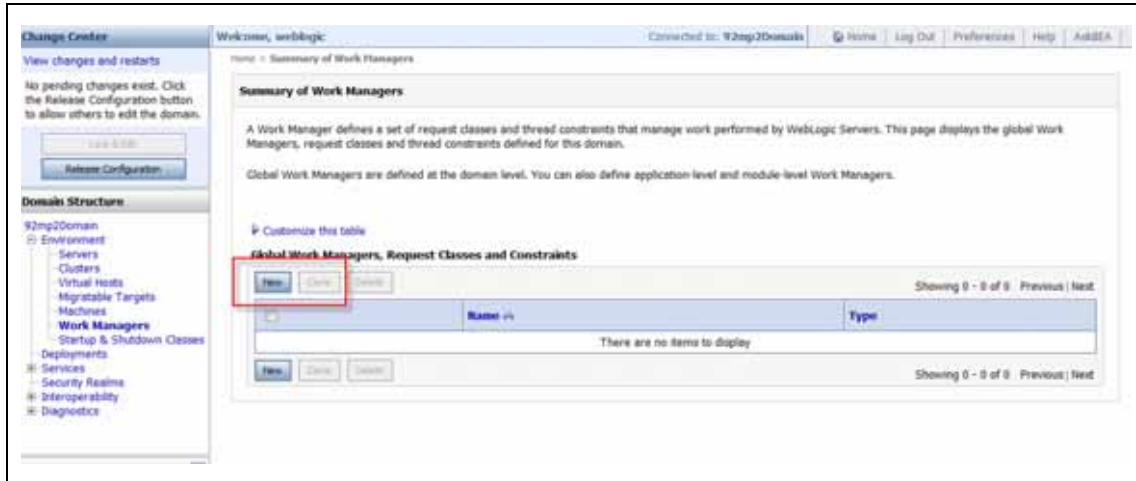 Change Center
View changes and restarts
No pending changes exist. Click
the Release Configuration button
to allow others to edit the domain.
Lock & Edit
Release Configuration
Domain Structure
92mp2Domain
Environment
Servers
Clusters
Virtual Hosts
Migratable Targets
Machines
Work Managers
Startup & Shutdown Classes
Deployments
Services
Security Realms
Interoperability
Diagnostics
Welcome, weblogic
Connected to: 92mp2Domain
Home
Log Out
Preferences
Help
AskBEA
Home > Summary of Work Managers
Summary of Work Managers
A Work Manager defines a set of request classes and thread constraints that manage work performed by WebLogic Servers. This page displays the global Work
Managers, request classes and thread constraints defined for this domain.
Global Work Managers are defined at the domain level. You can also define application-level and module-level Work Managers.
Customize this table
Global Work Managers, Request Classes and Constraints
New Clone Delete
Showing 0 - 0 of 0 Previous | Next
Name Type
There are no items to display
New Clone Delete
Showing 0 - 0 of 0 Previous | Next